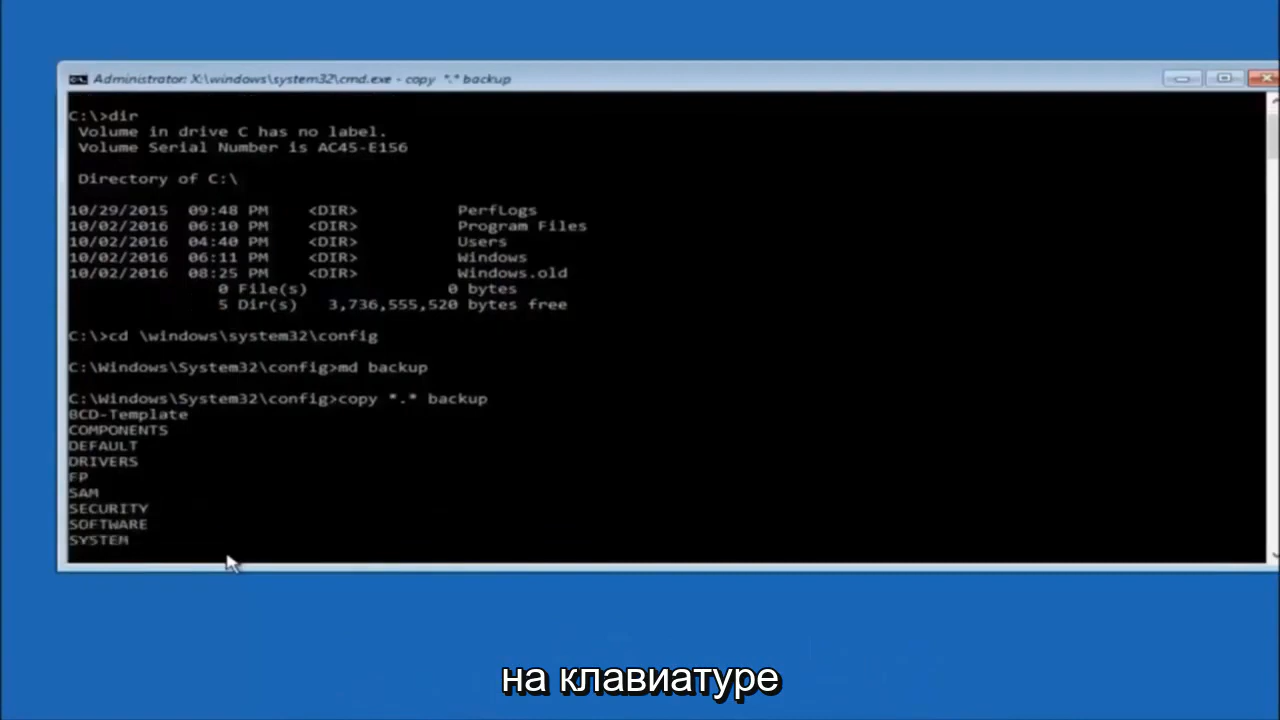 Administrator: X:\windows\system32\cmd.exe - copy *.* backup
C:\>dir
Volume in drive C has no label.
Volume Serial Number is AC45-E156
Directory of C:\
10/29/2015 09:48 PM <DIR> PerfLogs
10/02/2016 06:10 PM <DIR> Program Files
10/02/2016 04:40 PM <DIR> Users
10/02/2016 06:11 PM <DIR> Windows
10/02/2016 08:25 PM <DIR> Windows.old
0 File(s) 0 bytes
5 Dir(s) 3,736,555,520 bytes free
C:\>cd \windows\system32\config
C:\Windows\System32\config>md backup
C:\Windows\System32\config>copy *.* backup
BCD-Template
COMPONENTS
DEFAULT
DRIVERS
FP
SAM
SECURITY
SOFTWARE
SYSTEM
на клавиатуре